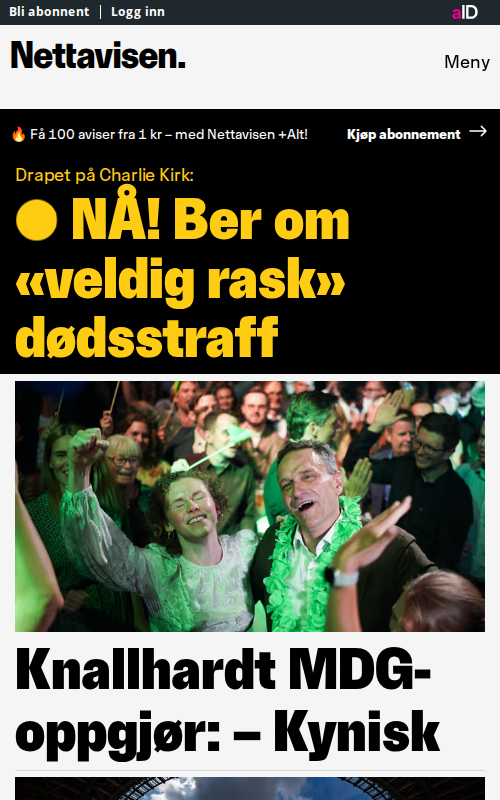 Bli abonnent
Logg inn
aID
Nettavisen.
Meny
🔥 Få 100 aviser fra 1 kr – med Nettavisen +Alt!
Kjøp abonnement →
Drapet på Charlie Kirk:
NÅ! Ber om
«veldig rask»
dødsstraff
Knallhardt MDG-
oppgjør: – Kynisk